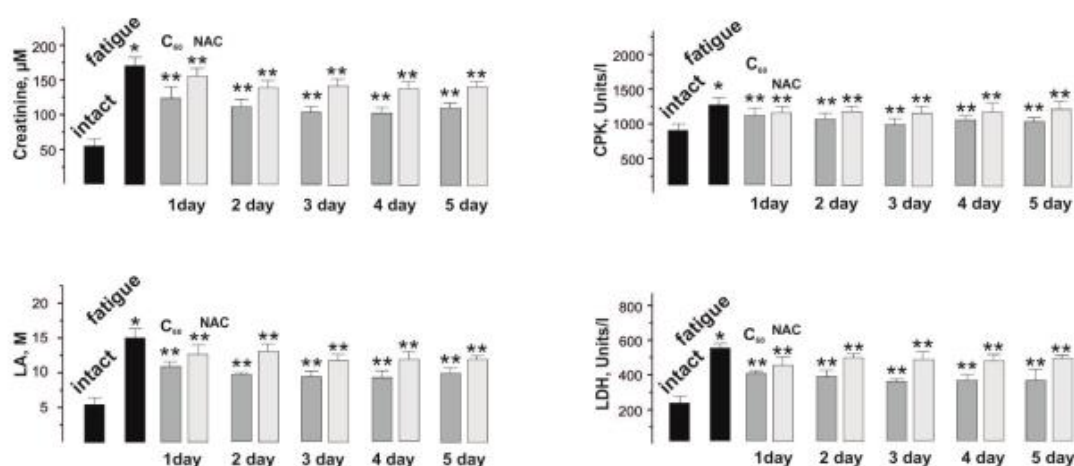 Creatinine, µM
200
150
100
50
intact
fatigue
*
C₆₀ NAC
** **
** **
** **
** **
** **
1day 2 day 3 day 4 day 5 day
CPK, Units/l
2000
1500
1000
500
intact
fatigue
*
C₆₀
NAC
** **
** **
** **
** **
** **
1day 2 day 3 day 4 day 5 day
LA, M
20
15
10
5
intact
fatigue
*
C₆₀ NAC
** **
** **
** **
** **
** **
1day 2 day 3 day 4 day 5 day
LDH, Units/l
800
600
400
200
intact
fatigue
*
C₆₀ NAC
** **
** **
** **
** **
** **
1day 2 day 3 day 4 day 5 day